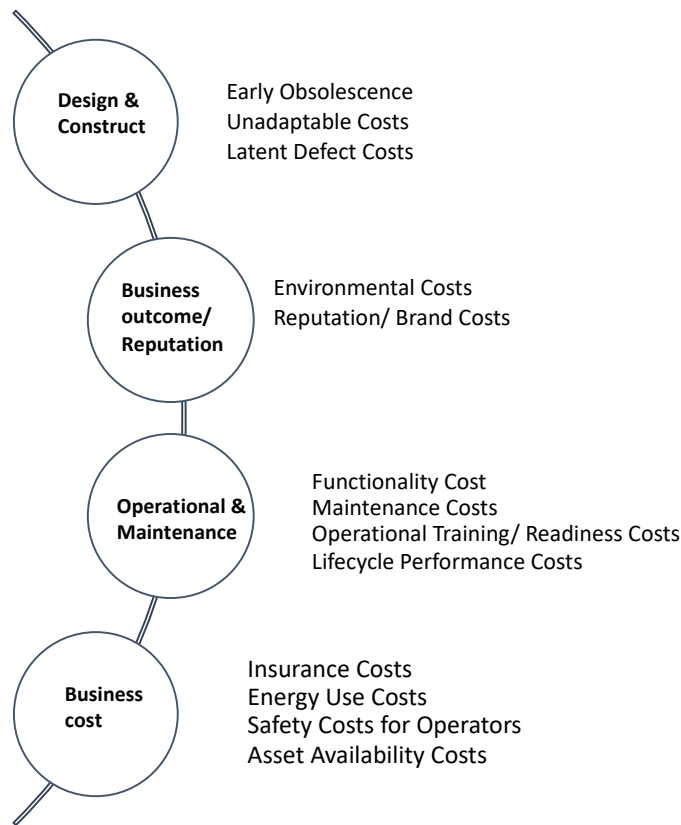 Design &
Construct
Early Obsolescence
Unadaptable Costs
Latent Defect Costs
Business
outcome/
Reputation
Environmental Costs
Reputation/ Brand Costs
Operational &
Maintenance
Functionality Cost
Maintenance Costs
Operational Training/ Readiness Costs
Lifecycle Performance Costs
Business
cost
Insurance Costs
Energy Use Costs
Safety Costs for Operators
Asset Availability Costs